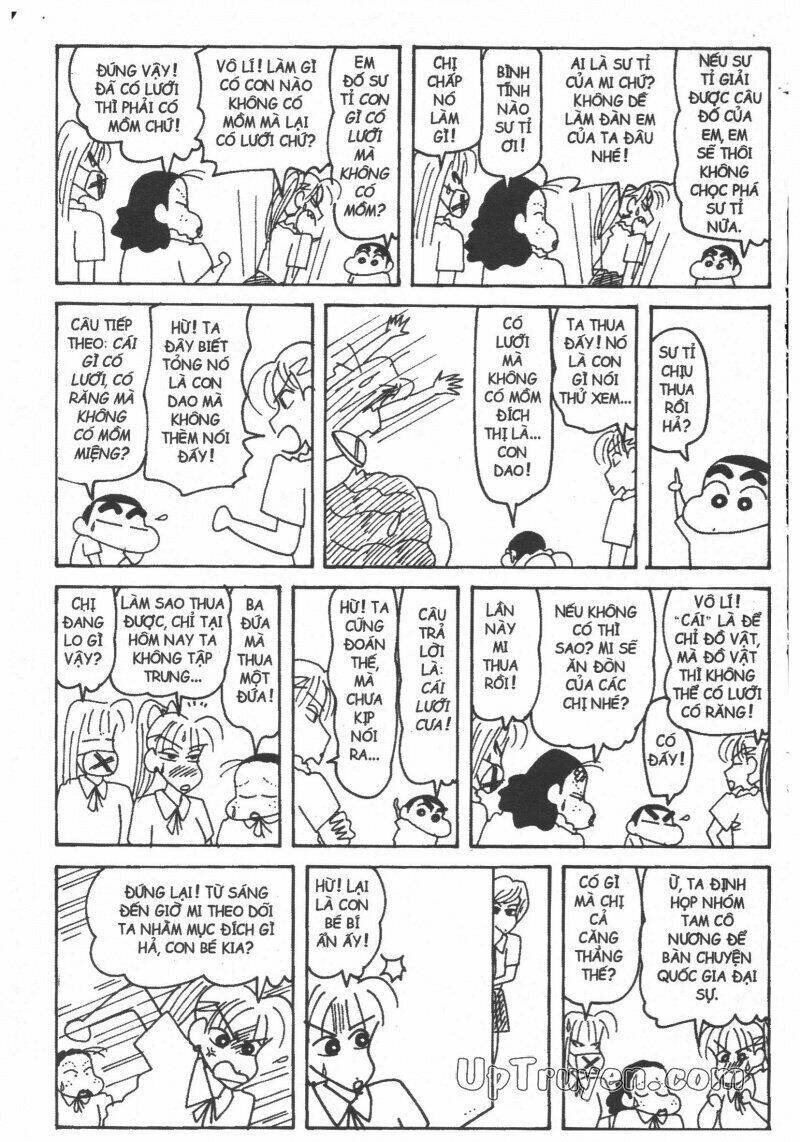 NẾU SƯ
TỈ GIẢI
ĐƯỢC CÂU
ĐỐ CỦA
EM, EM
SẼ THÔI
KHÔNG
CHỌC PHÁ
SƯ TỈ
NỮA.
AI LÀ SƯ TỈ
CỦA MI CHỨ?
KHÔNG DỄ
LÀM ĐÀN EM
CỦA TA ĐÂU
NHÉ!
BÌNH
TĨNH
NÀO
SƯ TỈ
ƠI!
CHỊ
CHẤP
NÓ
LÀM
GÌ!
EM
ĐỐ SƯ
TỈ CON
GÌ CÓ
LƯỠI
MÀ
KHÔNG
CÓ
MỒM?
VÔ LÍ! LÀM GÌ
CÓ CON NÀO
KHÔNG CÓ
MỒM MÀ LẠI
CÓ LƯỠI CHỨ?
ĐÚNG VẬY!
ĐÃ CÓ LƯỠI
THÌ PHẢI CÓ
MỒM CHỨ!
SƯ TỈ
CHỊU
THUA
RỒI
HẢ?
TA THUA
ĐẤY! NÓ
LÀ CON
GÌ NÓI
THỬ XEM...
CÓ
LƯỠI
MÀ
KHÔNG
CÓ MỒM
ĐÍCH
THỊ LÀ...
CON
DAO!
HỪ! TA
ĐÂY BIẾT
TỎNG NÓ
LÀ CON
DAO MÀ
KHÔNG
THÈM NÓI
ĐẤY!
CÂU TIẾP
THEO: CÁI
GÌ CÓ
LƯỠI, CÓ
RĂNG MÀ
KHÔNG
CÓ MỒM
MIỆNG?
VÔ LÍ!
"CÁI" LÀ ĐỂ
CHỈ ĐỒ VẬT,
MÀ ĐỒ VẬT
THÌ KHÔNG
THỂ CÓ LƯỠI
CÓ RĂNG!
CÓ
ĐẤY!
NẾU KHÔNG
CÓ THÌ
SAO? MI SẼ
ĂN ĐÒN
CỦA CÁC
CHỊ NHÉ?
LẦN
NÀY
MI
THUA
RỒI!
CÂU
TRẢ
LỜI
LÀ:
CÁI
LƯỠI
CƯA!
HỪ! TA
CŨNG
ĐOÁN
THẾ,
MÀ
CHƯA
KỊP
NÓI
RA...
BA
ĐỨA
MÀ
THUA
MỘT
ĐỨA!
LÀM SAO THUA
ĐƯỢC, CHỈ TẠI
HÔM NAY TA
KHÔNG TẬP
TRUNG...
CHỊ
ĐANG
LO GÌ
VẬY?
Ừ, TA ĐỊNH
HỌP NHÓM
TAM CÔ
NƯƠNG ĐỂ
BÀN CHUYỆN
QUỐC GIA ĐẠI
SỰ.
CÓ GÌ
MÀ CHỊ
CẢ
CĂNG
THẲNG
THẾ?
HỪ! LẠI
LÀ CON
BÉ BÍ
ẨN ẤY!
ĐỨNG LẠI! TỪ SÁNG
ĐẾN GIỜ MI THEO DÕI
TA NHẰM MỤC ĐÍCH GÌ
HẢ, CON BÉ KIA?
UpTruyen.com